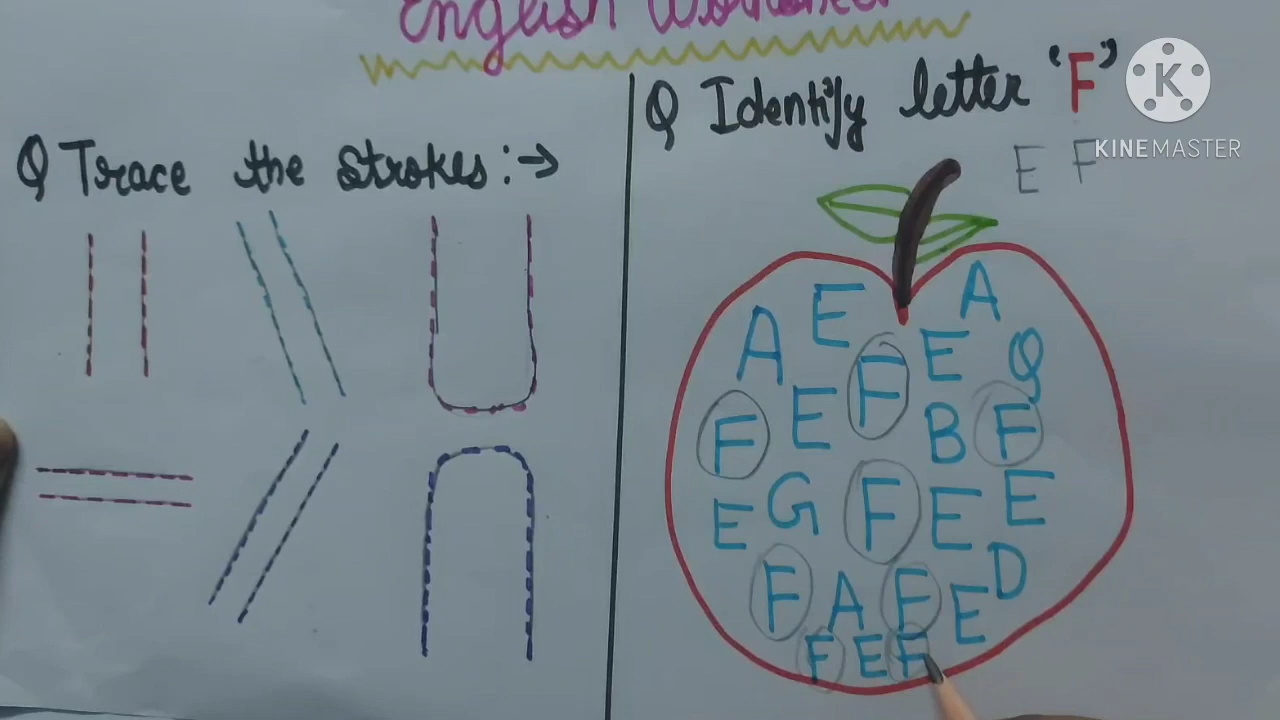 English Worksheet
Q Trace the strokes:→
Q Identify letter 'F'
E F
K
KINEMASTER
A E A
F E Q
F E B F
E G F E E
F A F E D
F E F